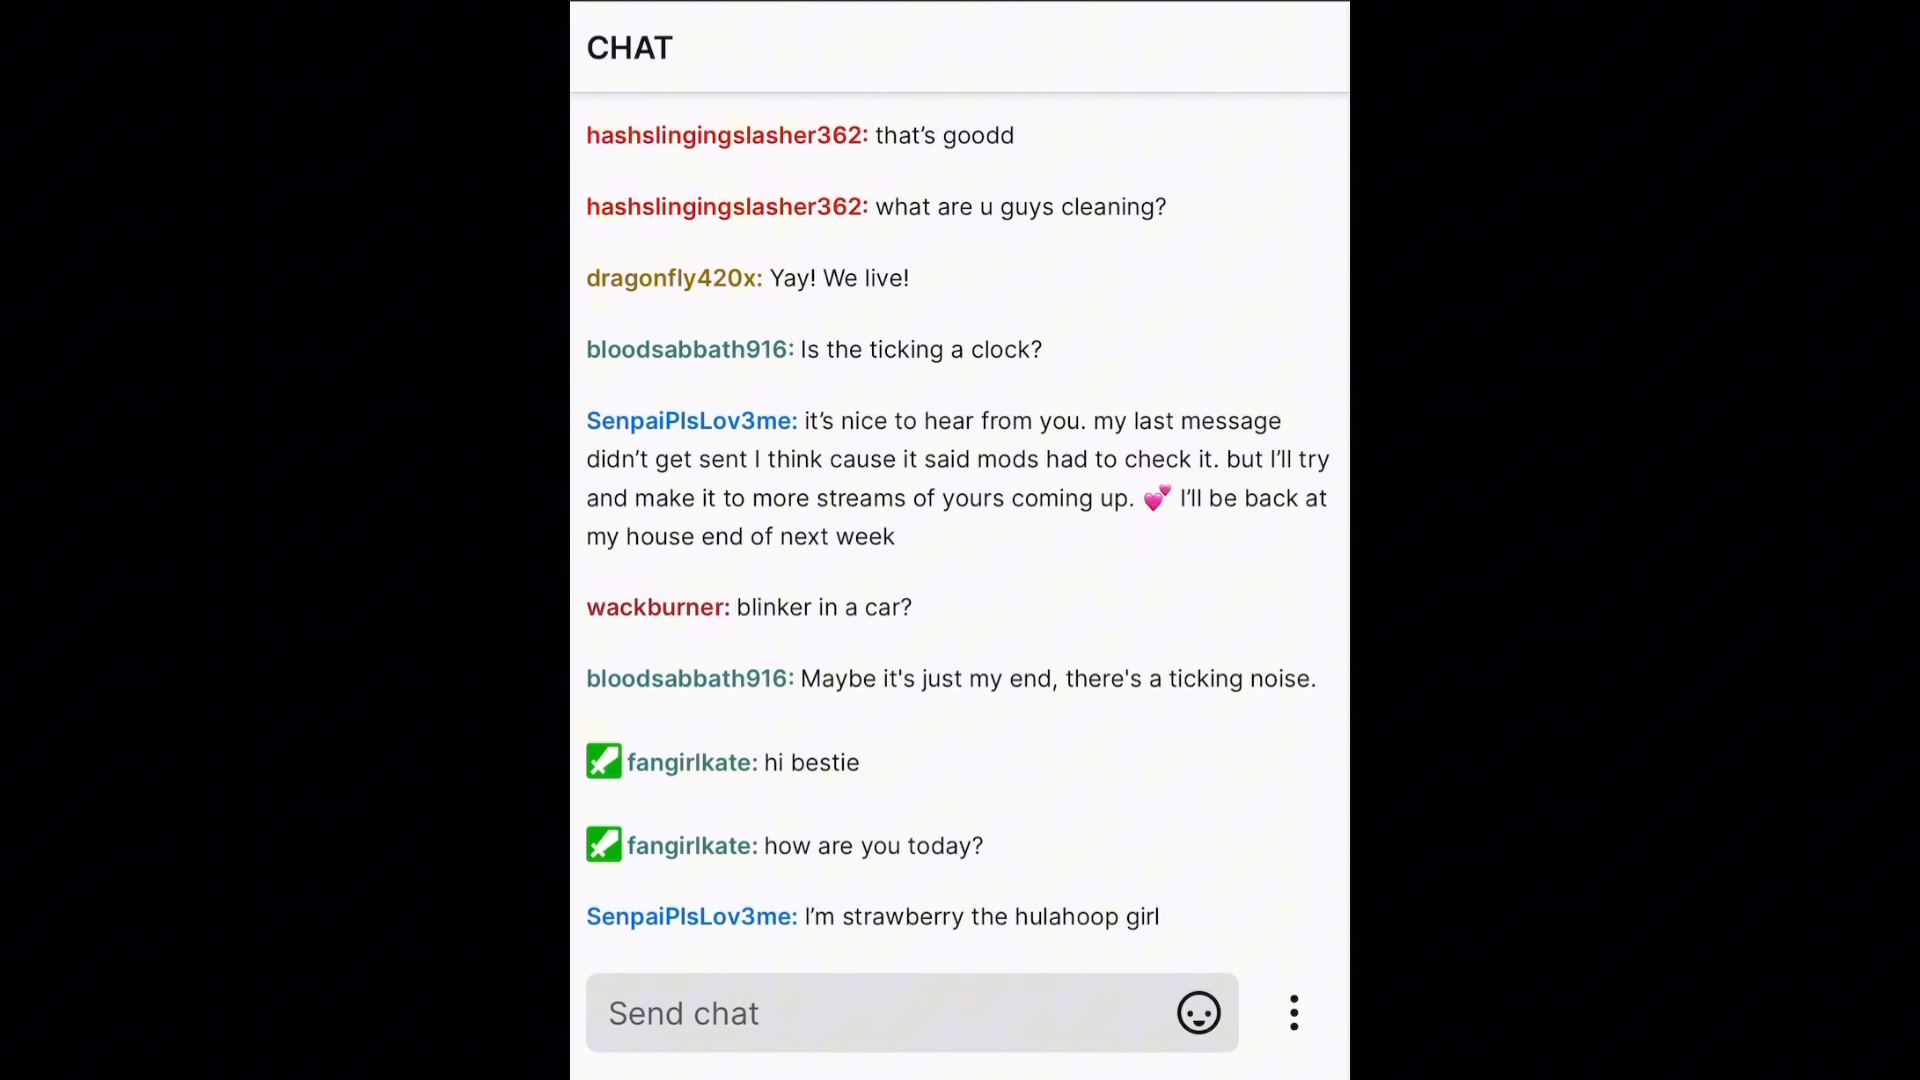 CHAT
hashslingingslasher362: that’s goodd
hashslingingslasher362: what are u guys cleaning?
dragonfly420x: Yay! We live!
bloodsabbath916: Is the ticking a clock?
SenpaiPlsLov3me: it’s nice to hear from you. my last message
didn’t get sent I think cause it said mods had to check it. but I’ll try
and make it to more streams of yours coming up. 💕 I’ll be back at
my house end of next week
wackburner: blinker in a car?
bloodsabbath916: Maybe it's just my end, there's a ticking noise.
fangirlkate: hi bestie
fangirlkate: how are you today?
SenpaiPlsLov3me: I’m strawberry the hulahoop girl
Send chat